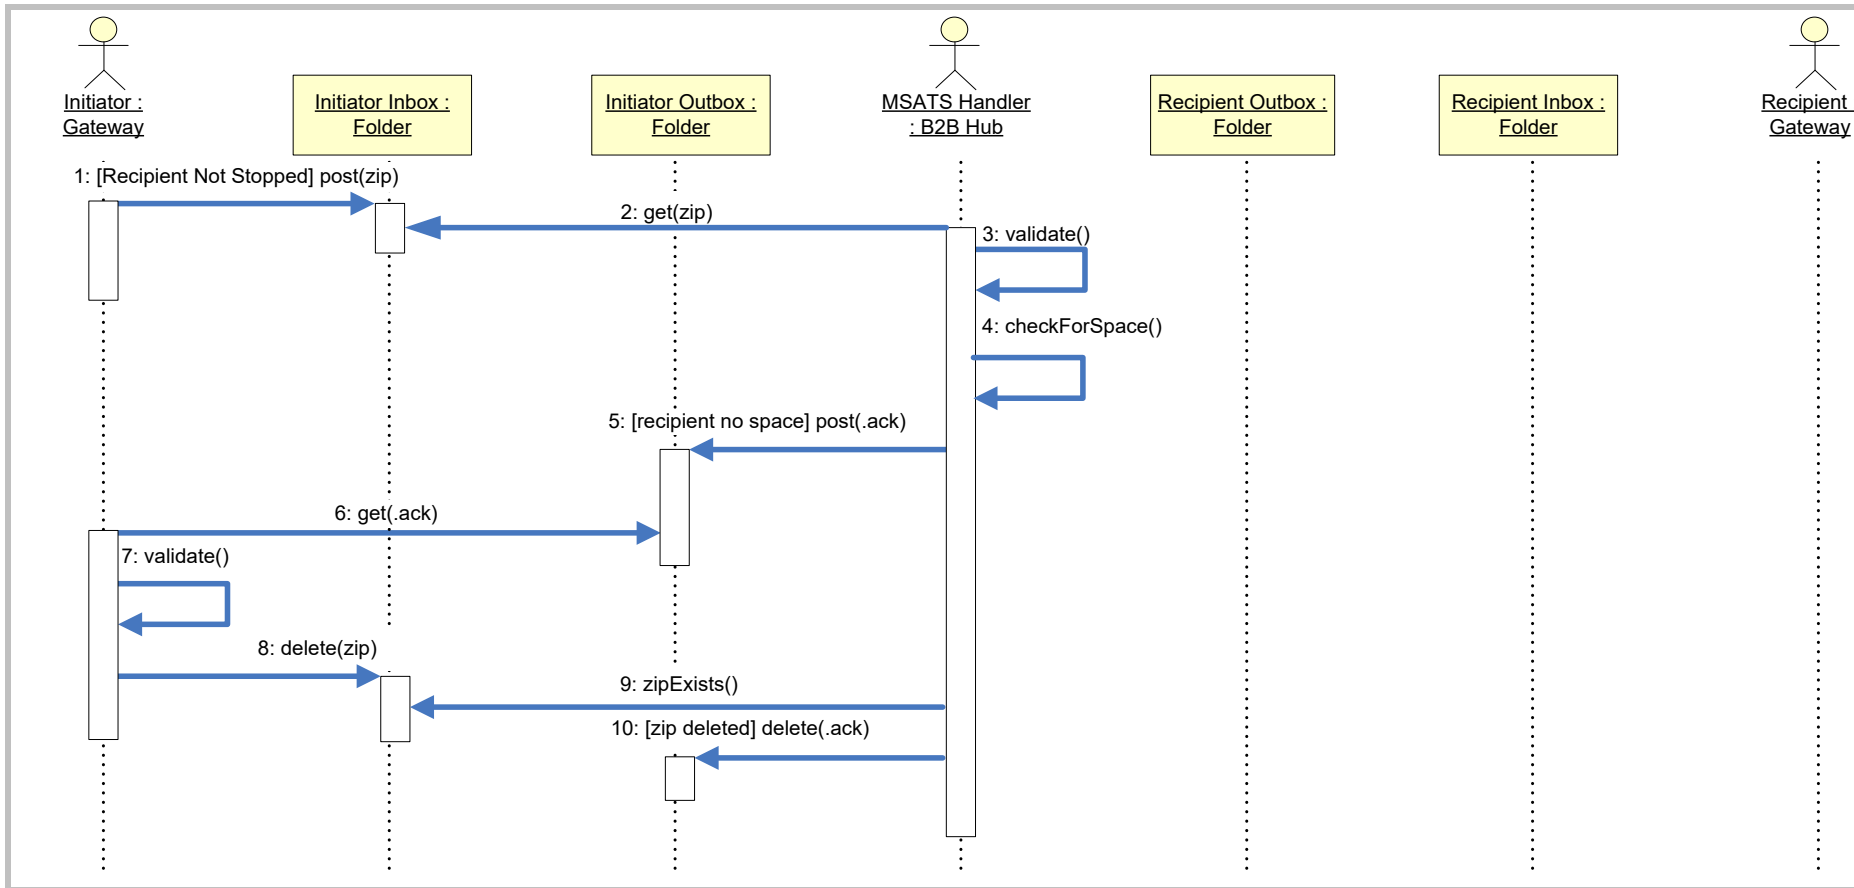 Initiator :
Gateway
Initiator Inbox :
Folder
Initiator Outbox :
Folder
MSATS Handler
: B2B Hub
Recipient Outbox :
Folder
Recipient Inbox :
Folder
Recipient
Gateway
1: [Recipient Not Stopped] post(zip)
2: get(zip)
3: validate()
4: checkForSpace()
5: [recipient no space] post(.ack)
6: get(.ack)
7: validate()
8: delete(zip)
9: zipExists()
10: [zip deleted] delete(.ack)